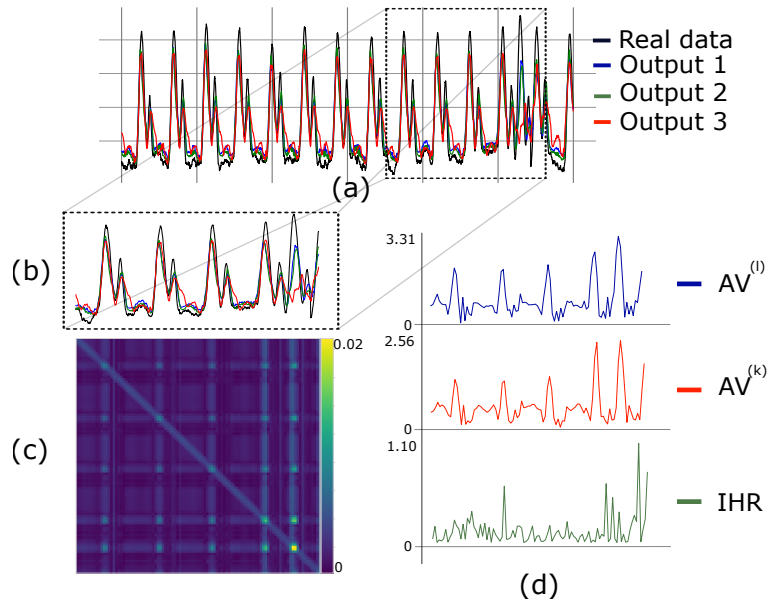 Real data
Output 1
Output 2
Output 3
(a)
(b)
3.31
0
AV(l)
0.02
0
(c)
2.56
0
AV(k)
1.10
0
IHR
(d)